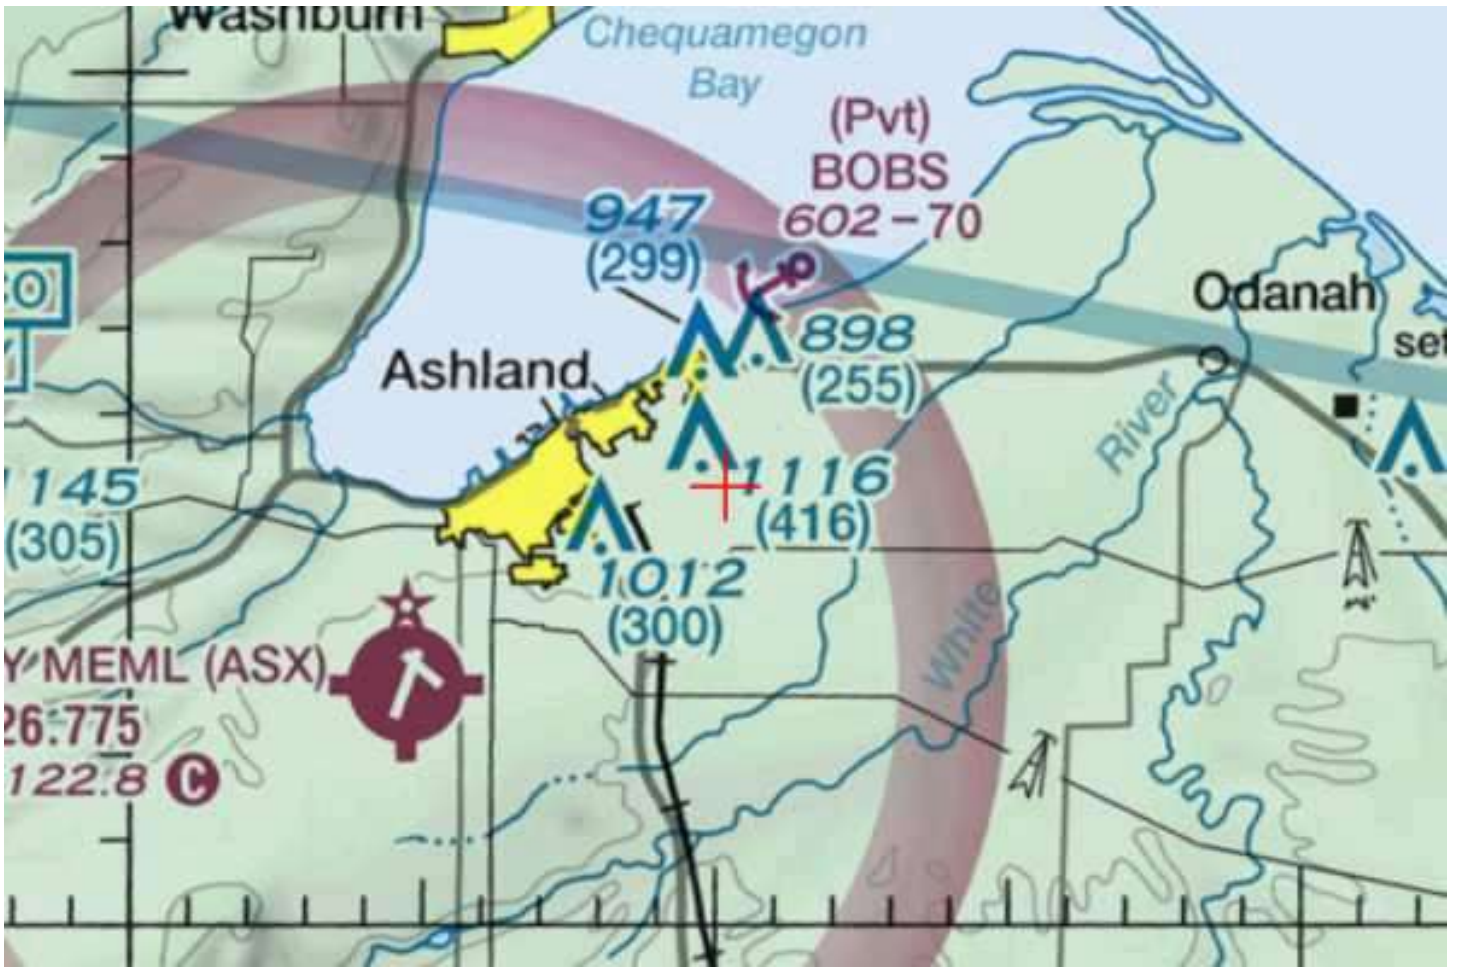 Washburn
Chequamegon
Bay
(Pvt)
BOBS
602-70
947
(299)
Odanah
898
(255)
Ashland
River
1145
(305)
1116
(416)
1012
(300)
White
Y MEML (ASX)
26.775
122.8 C